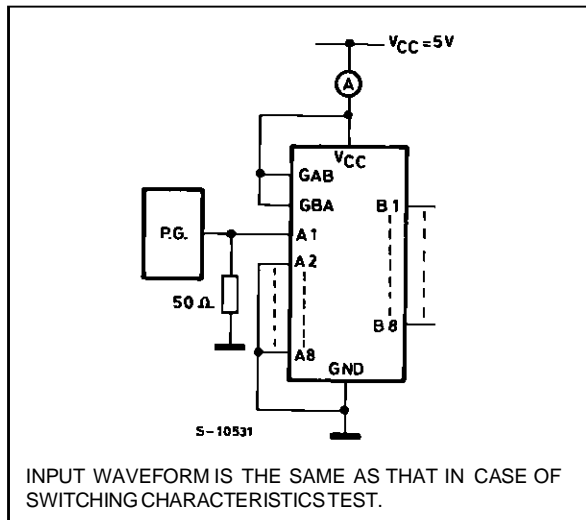 VCC=5V
A
VCC
GAB
GBA
B1
P.G.
A1
A2
50Ω
B8
A8
GND
S-10531
INPUT WAVEFORM IS THE SAME AS THAT IN CASE OF
SWITCHING CHARACTERISTICS TEST.